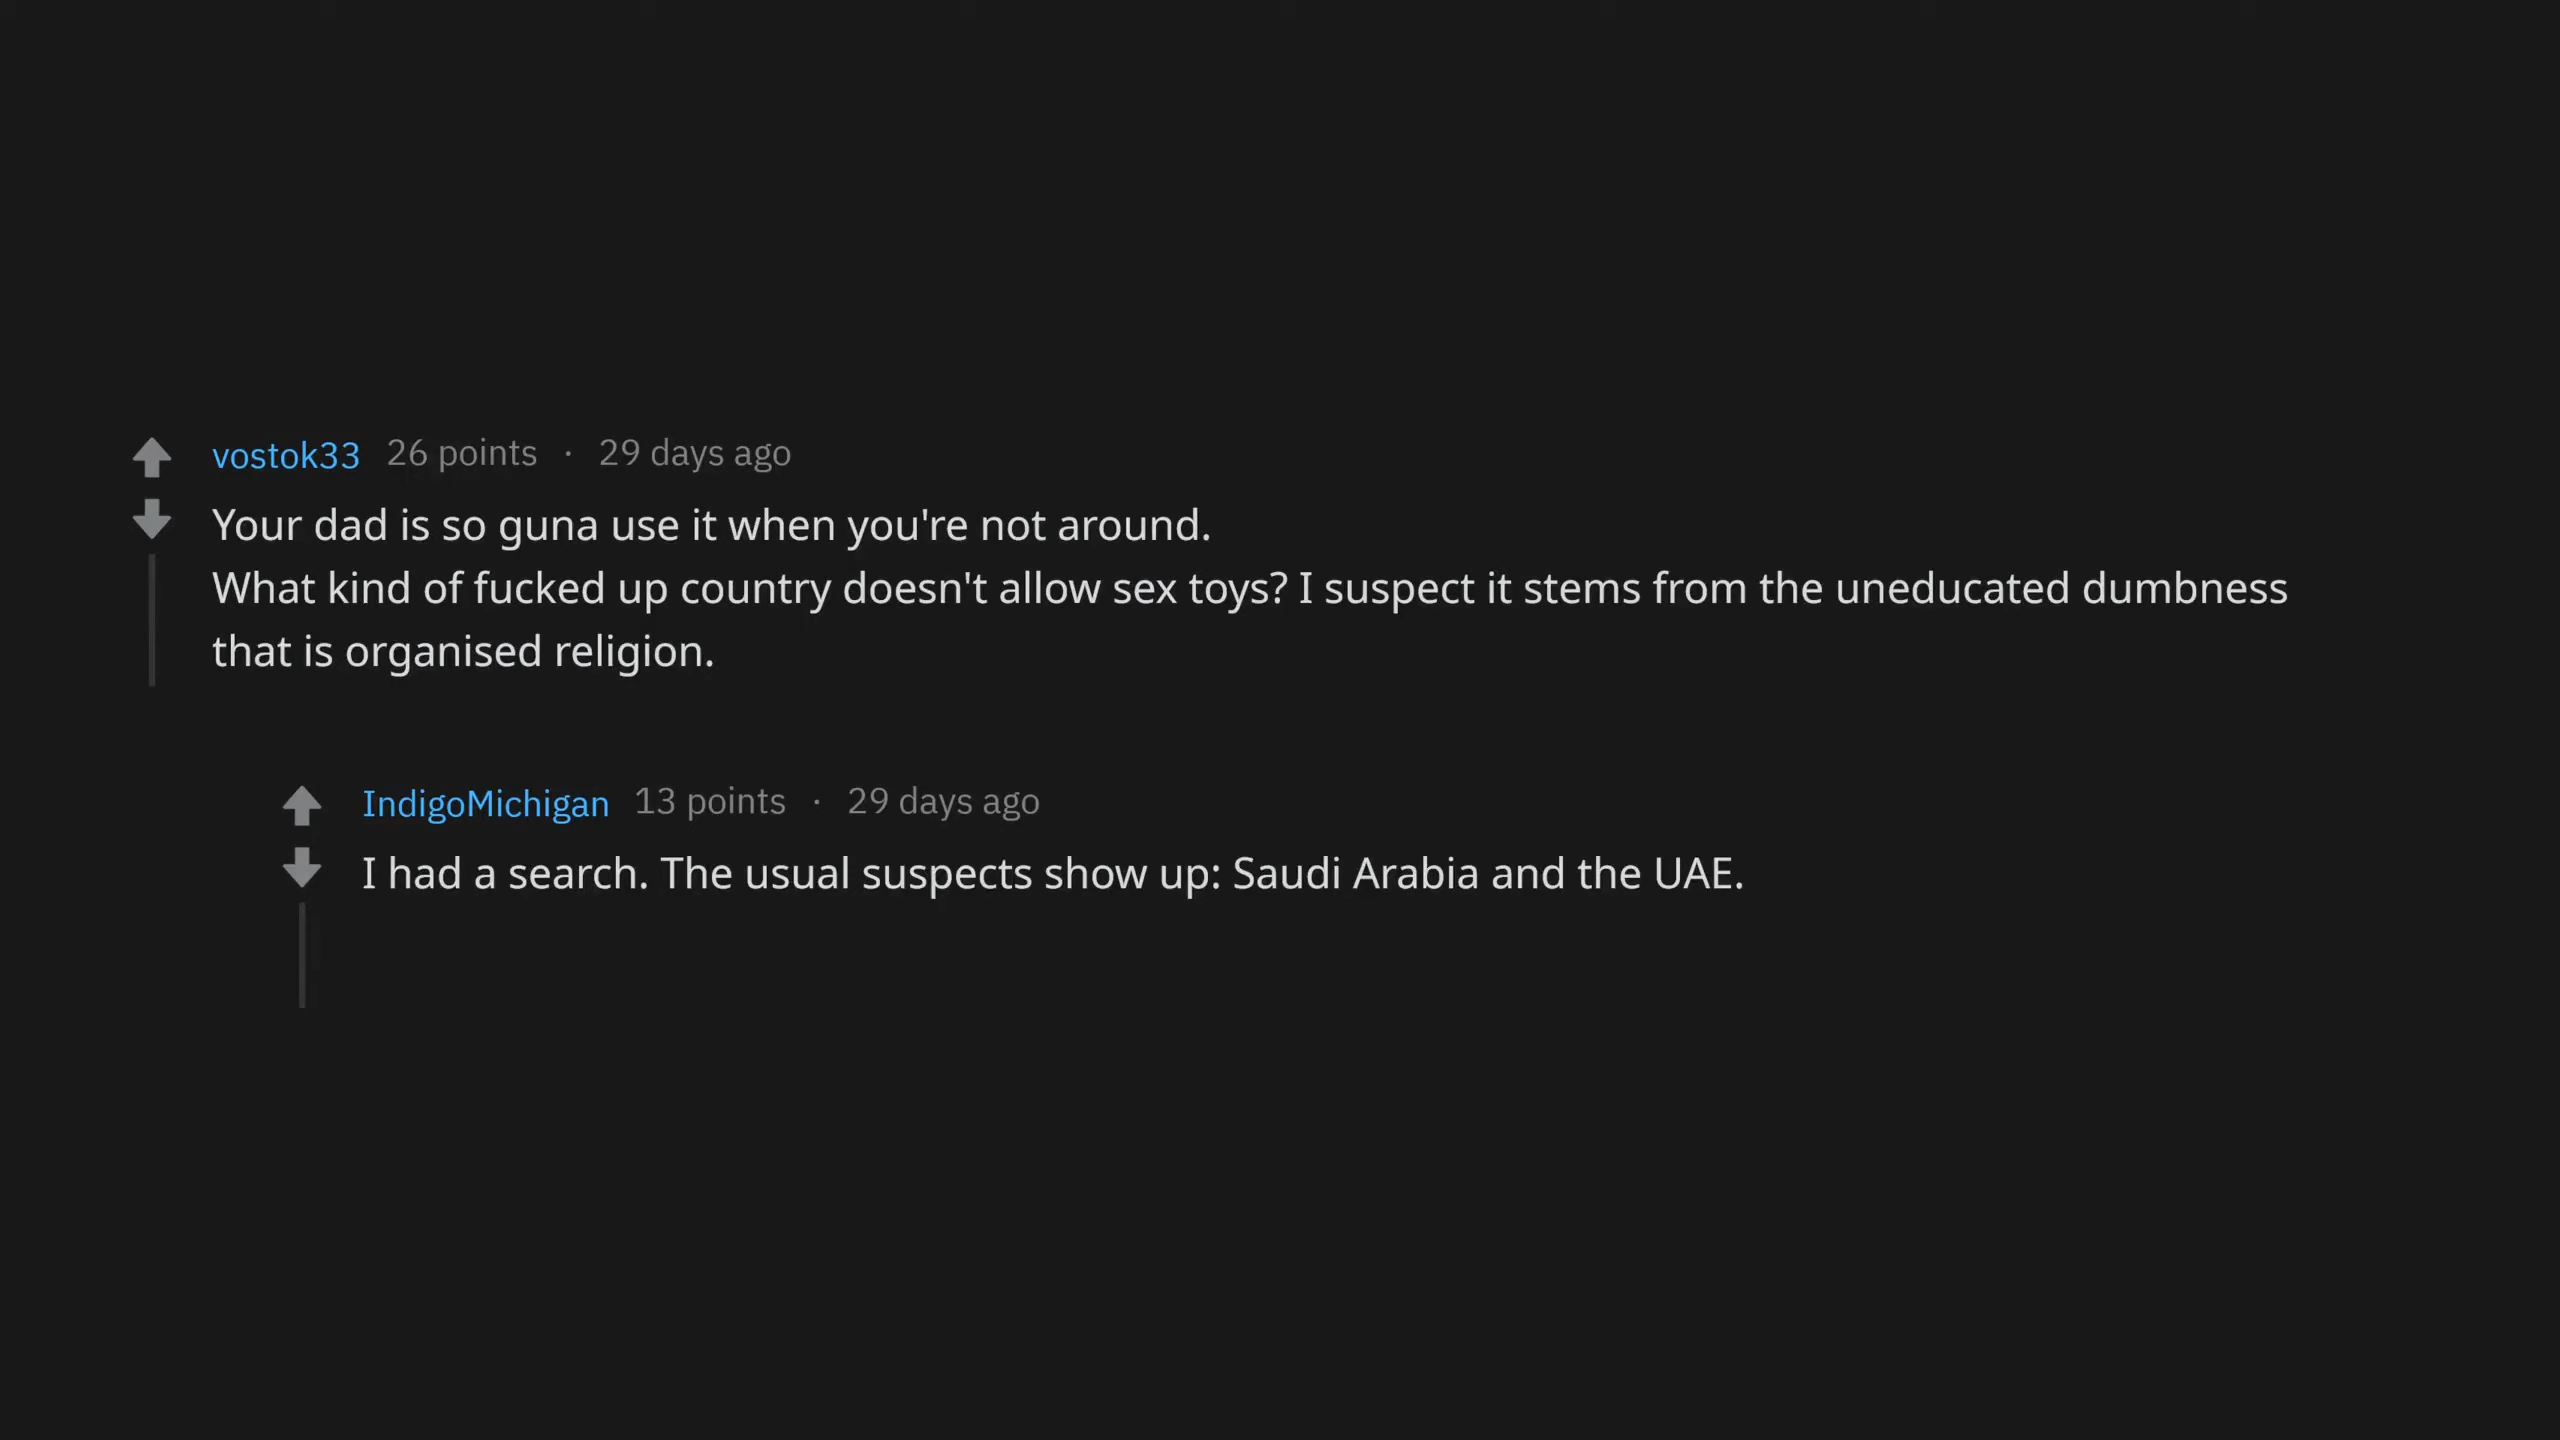 vostok33 26 points · 29 days ago
Your dad is so guna use it when you're not around.
What kind of fucked up country doesn't allow sex toys? I suspect it stems from the uneducated dumbness
that is organised religion.
IndigoMichigan 13 points · 29 days ago
I had a search. The usual suspects show up: Saudi Arabia and the UAE.